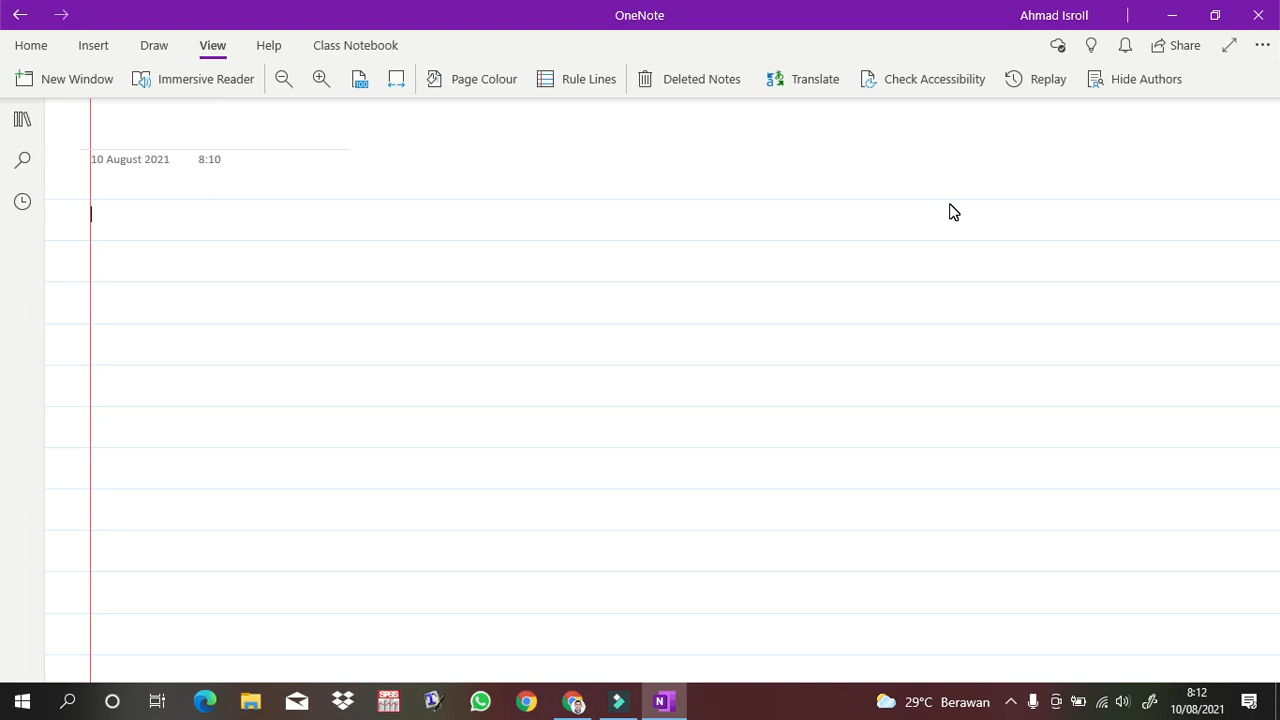 OneNote
Ahmad Isroil
Home Insert Draw View Help Class Notebook
Share
New Window Immersive Reader Page Colour Rule Lines Deleted Notes Translate Check Accessibility Replay Hide Authors
10 August 2021 8:10
29°C Berawan
8:12
10/08/2021